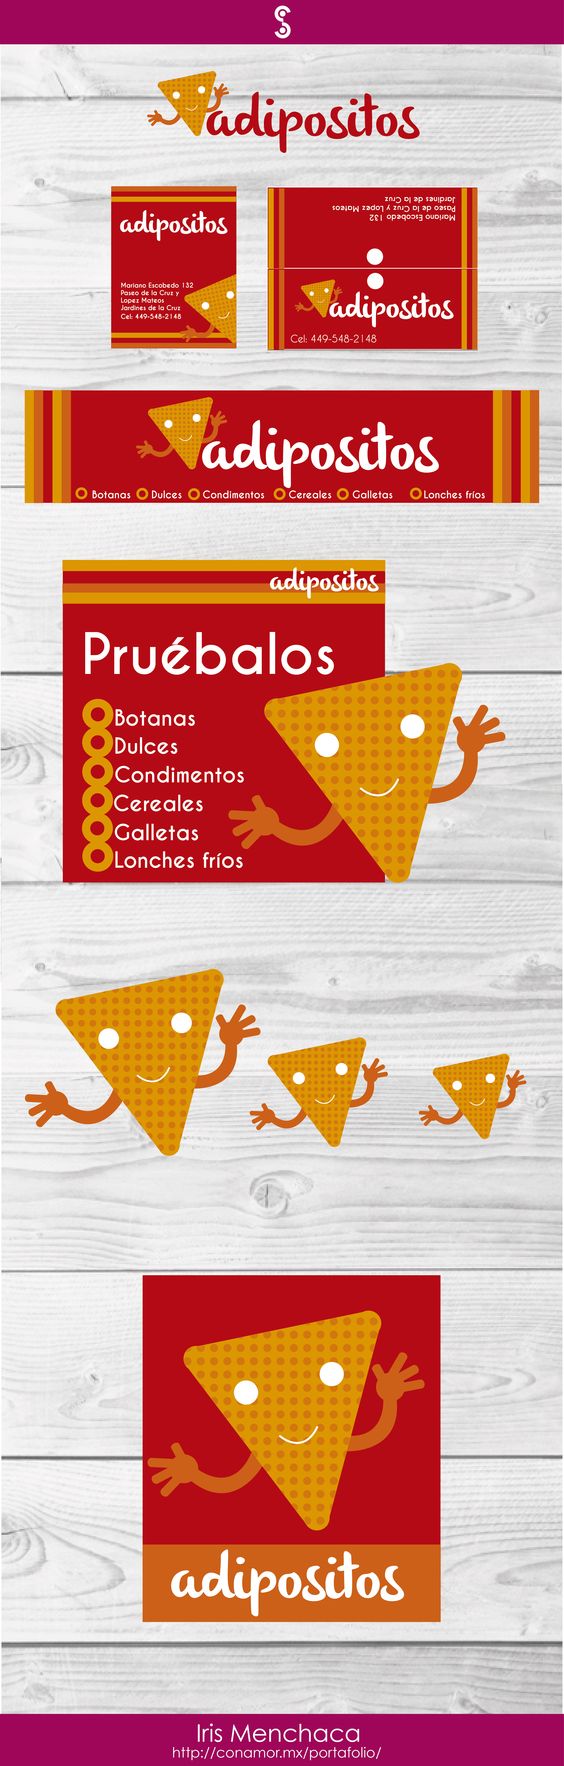 adipositos
adipositos
Mariano Escobedo 132
Paseo de la Cruz y
Lopez Mateos
Jardines de la Cruz
Cel: 449-548-2148
Mariano Escobedo 132
Paseo de la Cruz y Lopez Mateos
Jardines de la Cruz
adipositos
Cel: 449-548-2148
adipositos
Botanas Dulces Condimentos Cereales Galletas Lonches fríos
adipositos
Pruébalos
Botanas
Dulces
Condimentos
Cereales
Galletas
Lonches fríos
adipositos
Iris Menchaca
http://conamor.mx/portafolio/